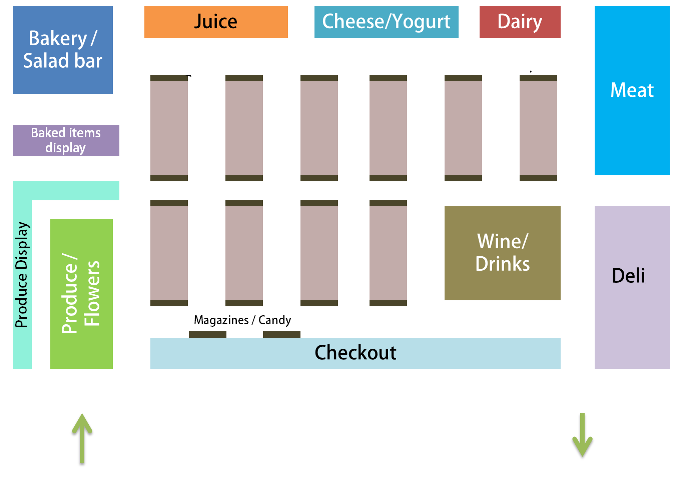 Bakery /
Salad bar
Juice
Cheese/Yogurt
Dairy
Meat
Baked items
display
Produce Display
Produce /
Flowers
Wine/
Drinks
Deli
Magazines / Candy
Checkout